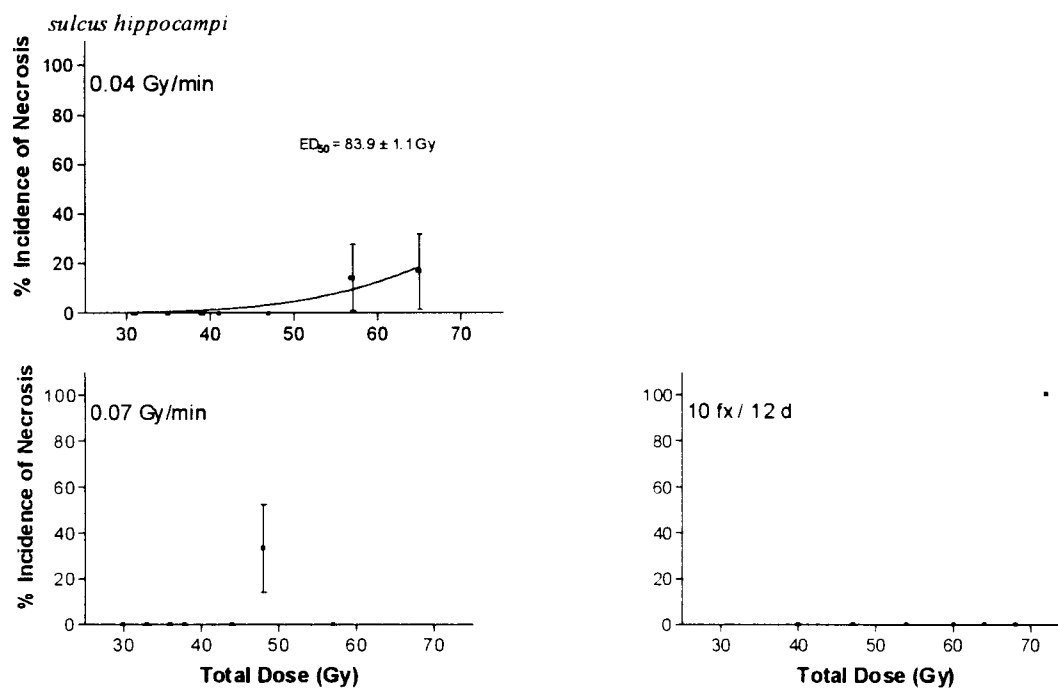 sulcus hippocampi
% Incidence of Necrosis
100
80
60
40
20
0
0.04 Gy/min
ED50 = 83.9 ± 1.1 Gy
30 40 50 60 70
% Incidence of Necrosis
100
80
60
40
20
0
0.07 Gy/min
30 40 50 60 70
Total Dose (Gy)
100
80
60
40
20
0
10 fx / 12 d
30 40 50 60 70
Total Dose (Gy)